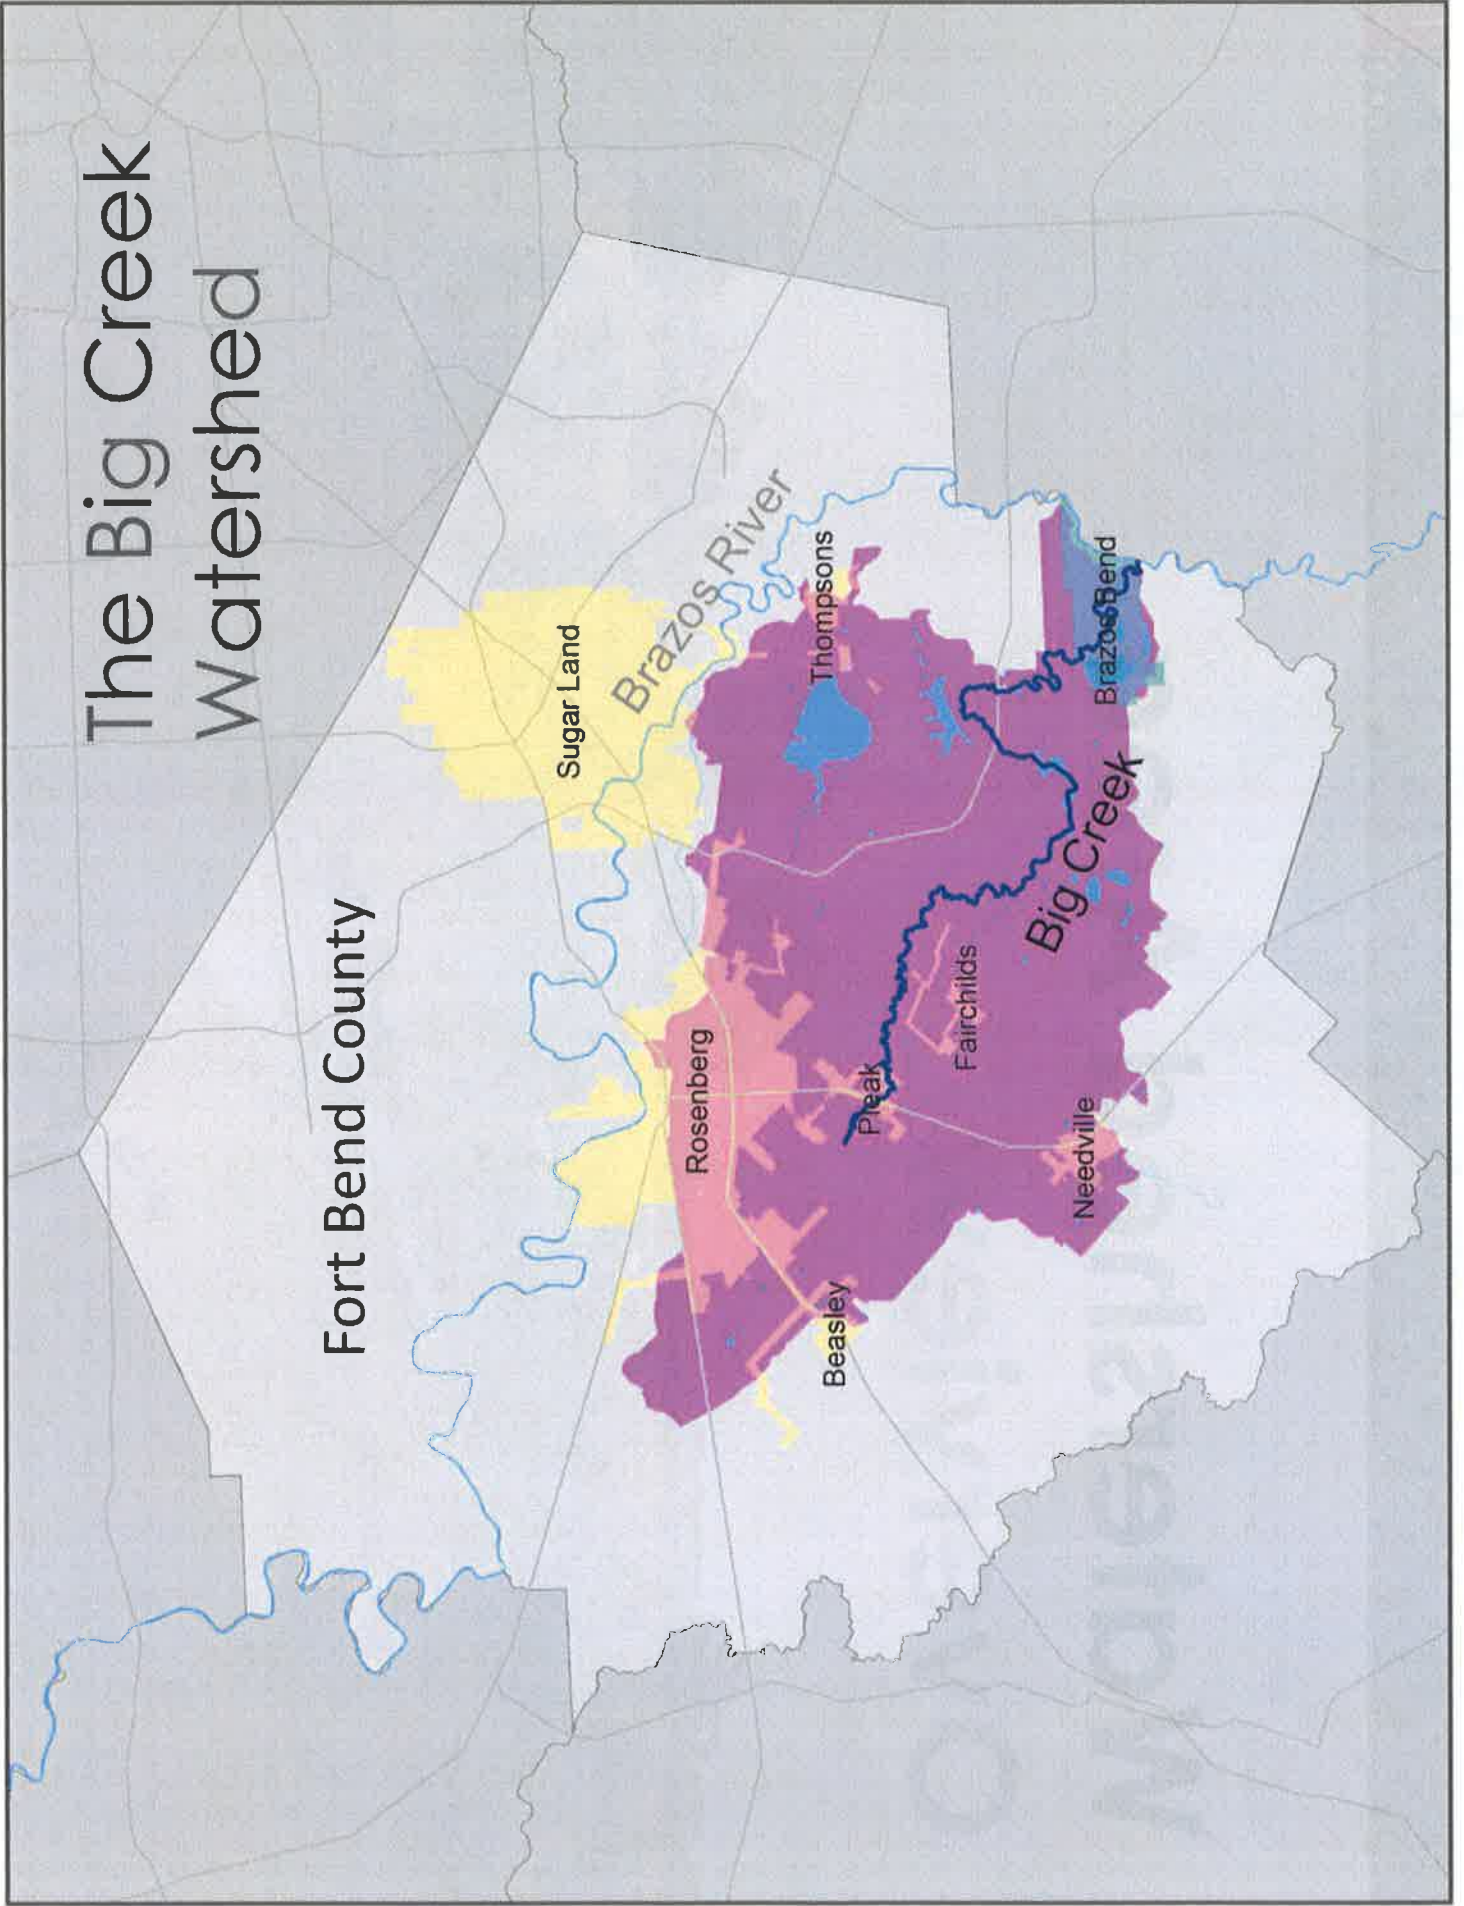 The Big Creek
Watershed
Fort Bend County
Sugar Land
Brazos River
Rosenberg
Thompsons
Beasley
Pleak
Fairchilds
Big Creek
Needville
Brazos Bend